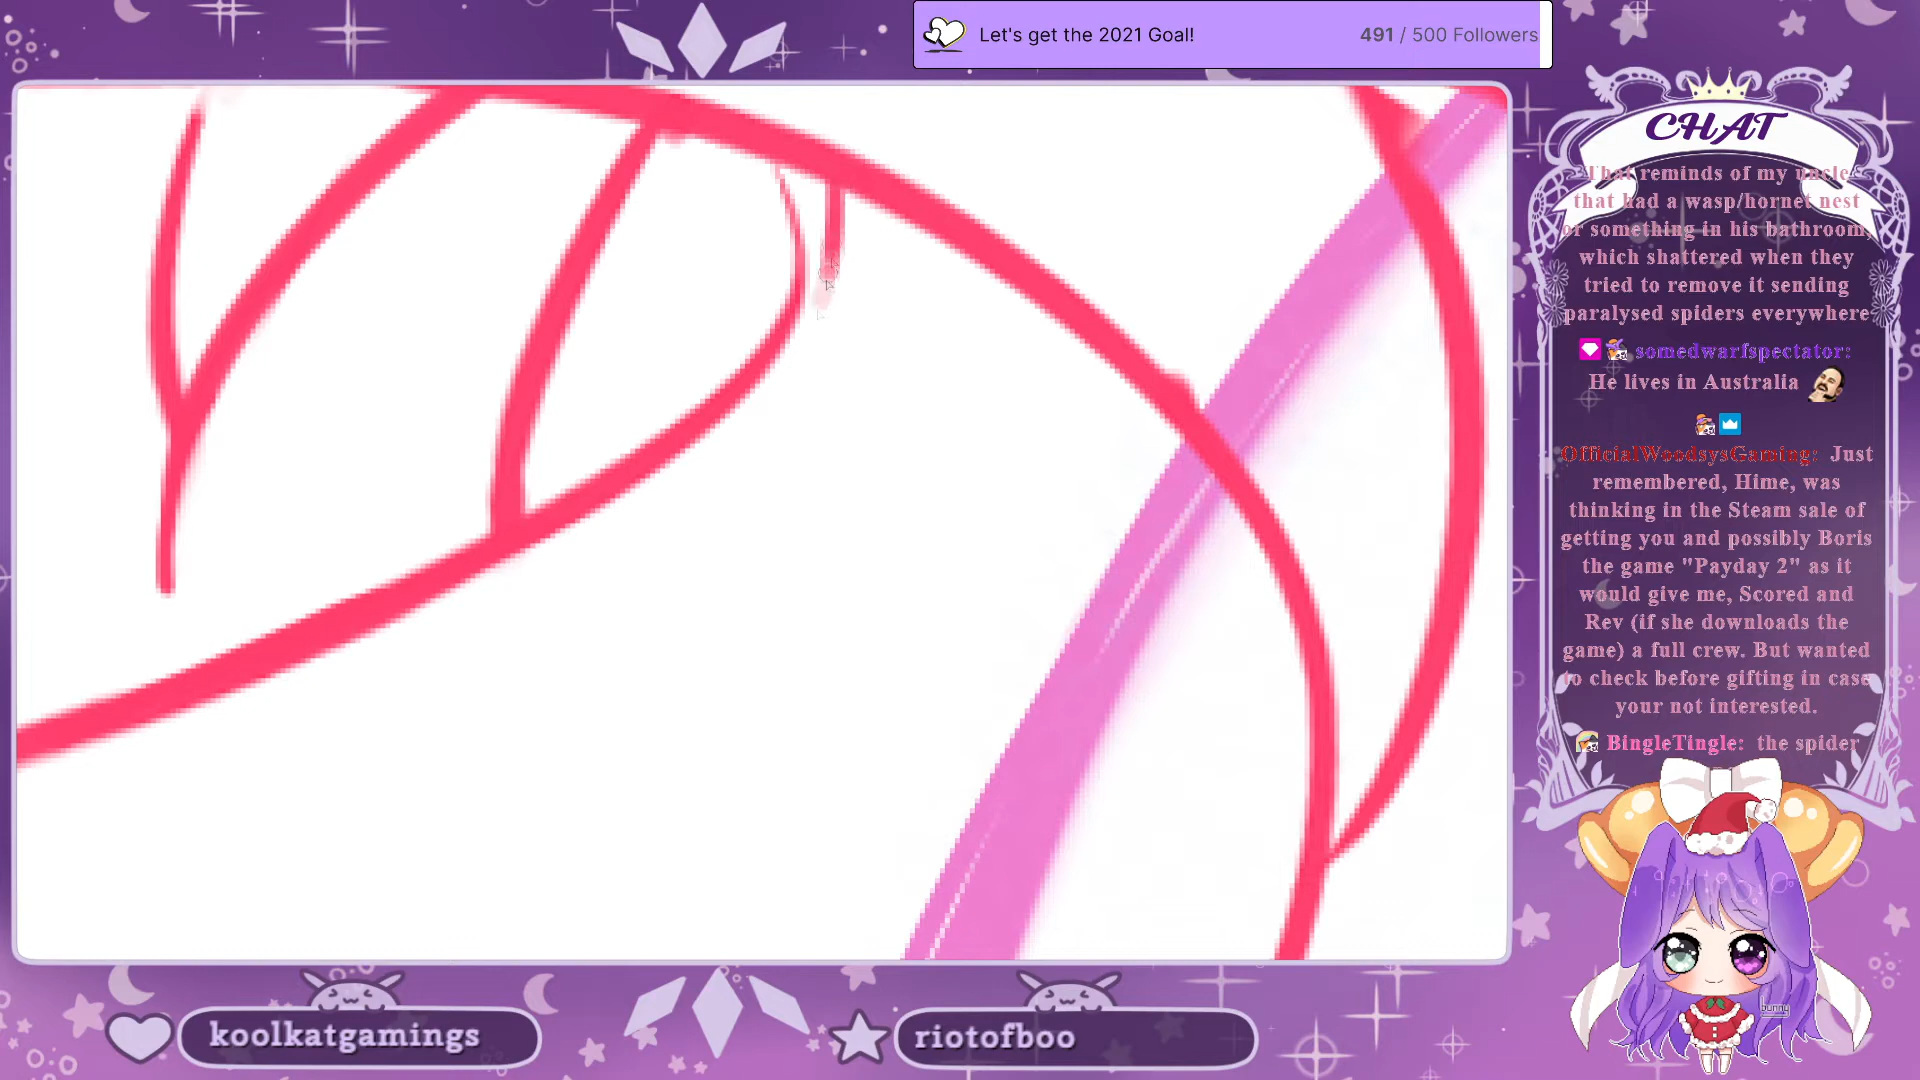 Let's get the 2021 Goal!
491 / 500 Followers
CHAT
That reminds of my uncle
that had a wasp/hornet nest
or something in his bathroom,
which shattered when they
tried to remove it sending
paralysed spiders everywhere
somedwarfspectator:
He lives in Australia
OfficialWoodsysGaming: Just
remembered, Hime, was
thinking in the Steam sale of
getting you and possibly Boris
the game "Payday 2" as it
would give me, Scored and
Rev (if she downloads the
game) a full crew. But wanted
to check before gifting in case
your not interested.
BingleTingle: the spider
bunny
koolkatgamings
riotofboo